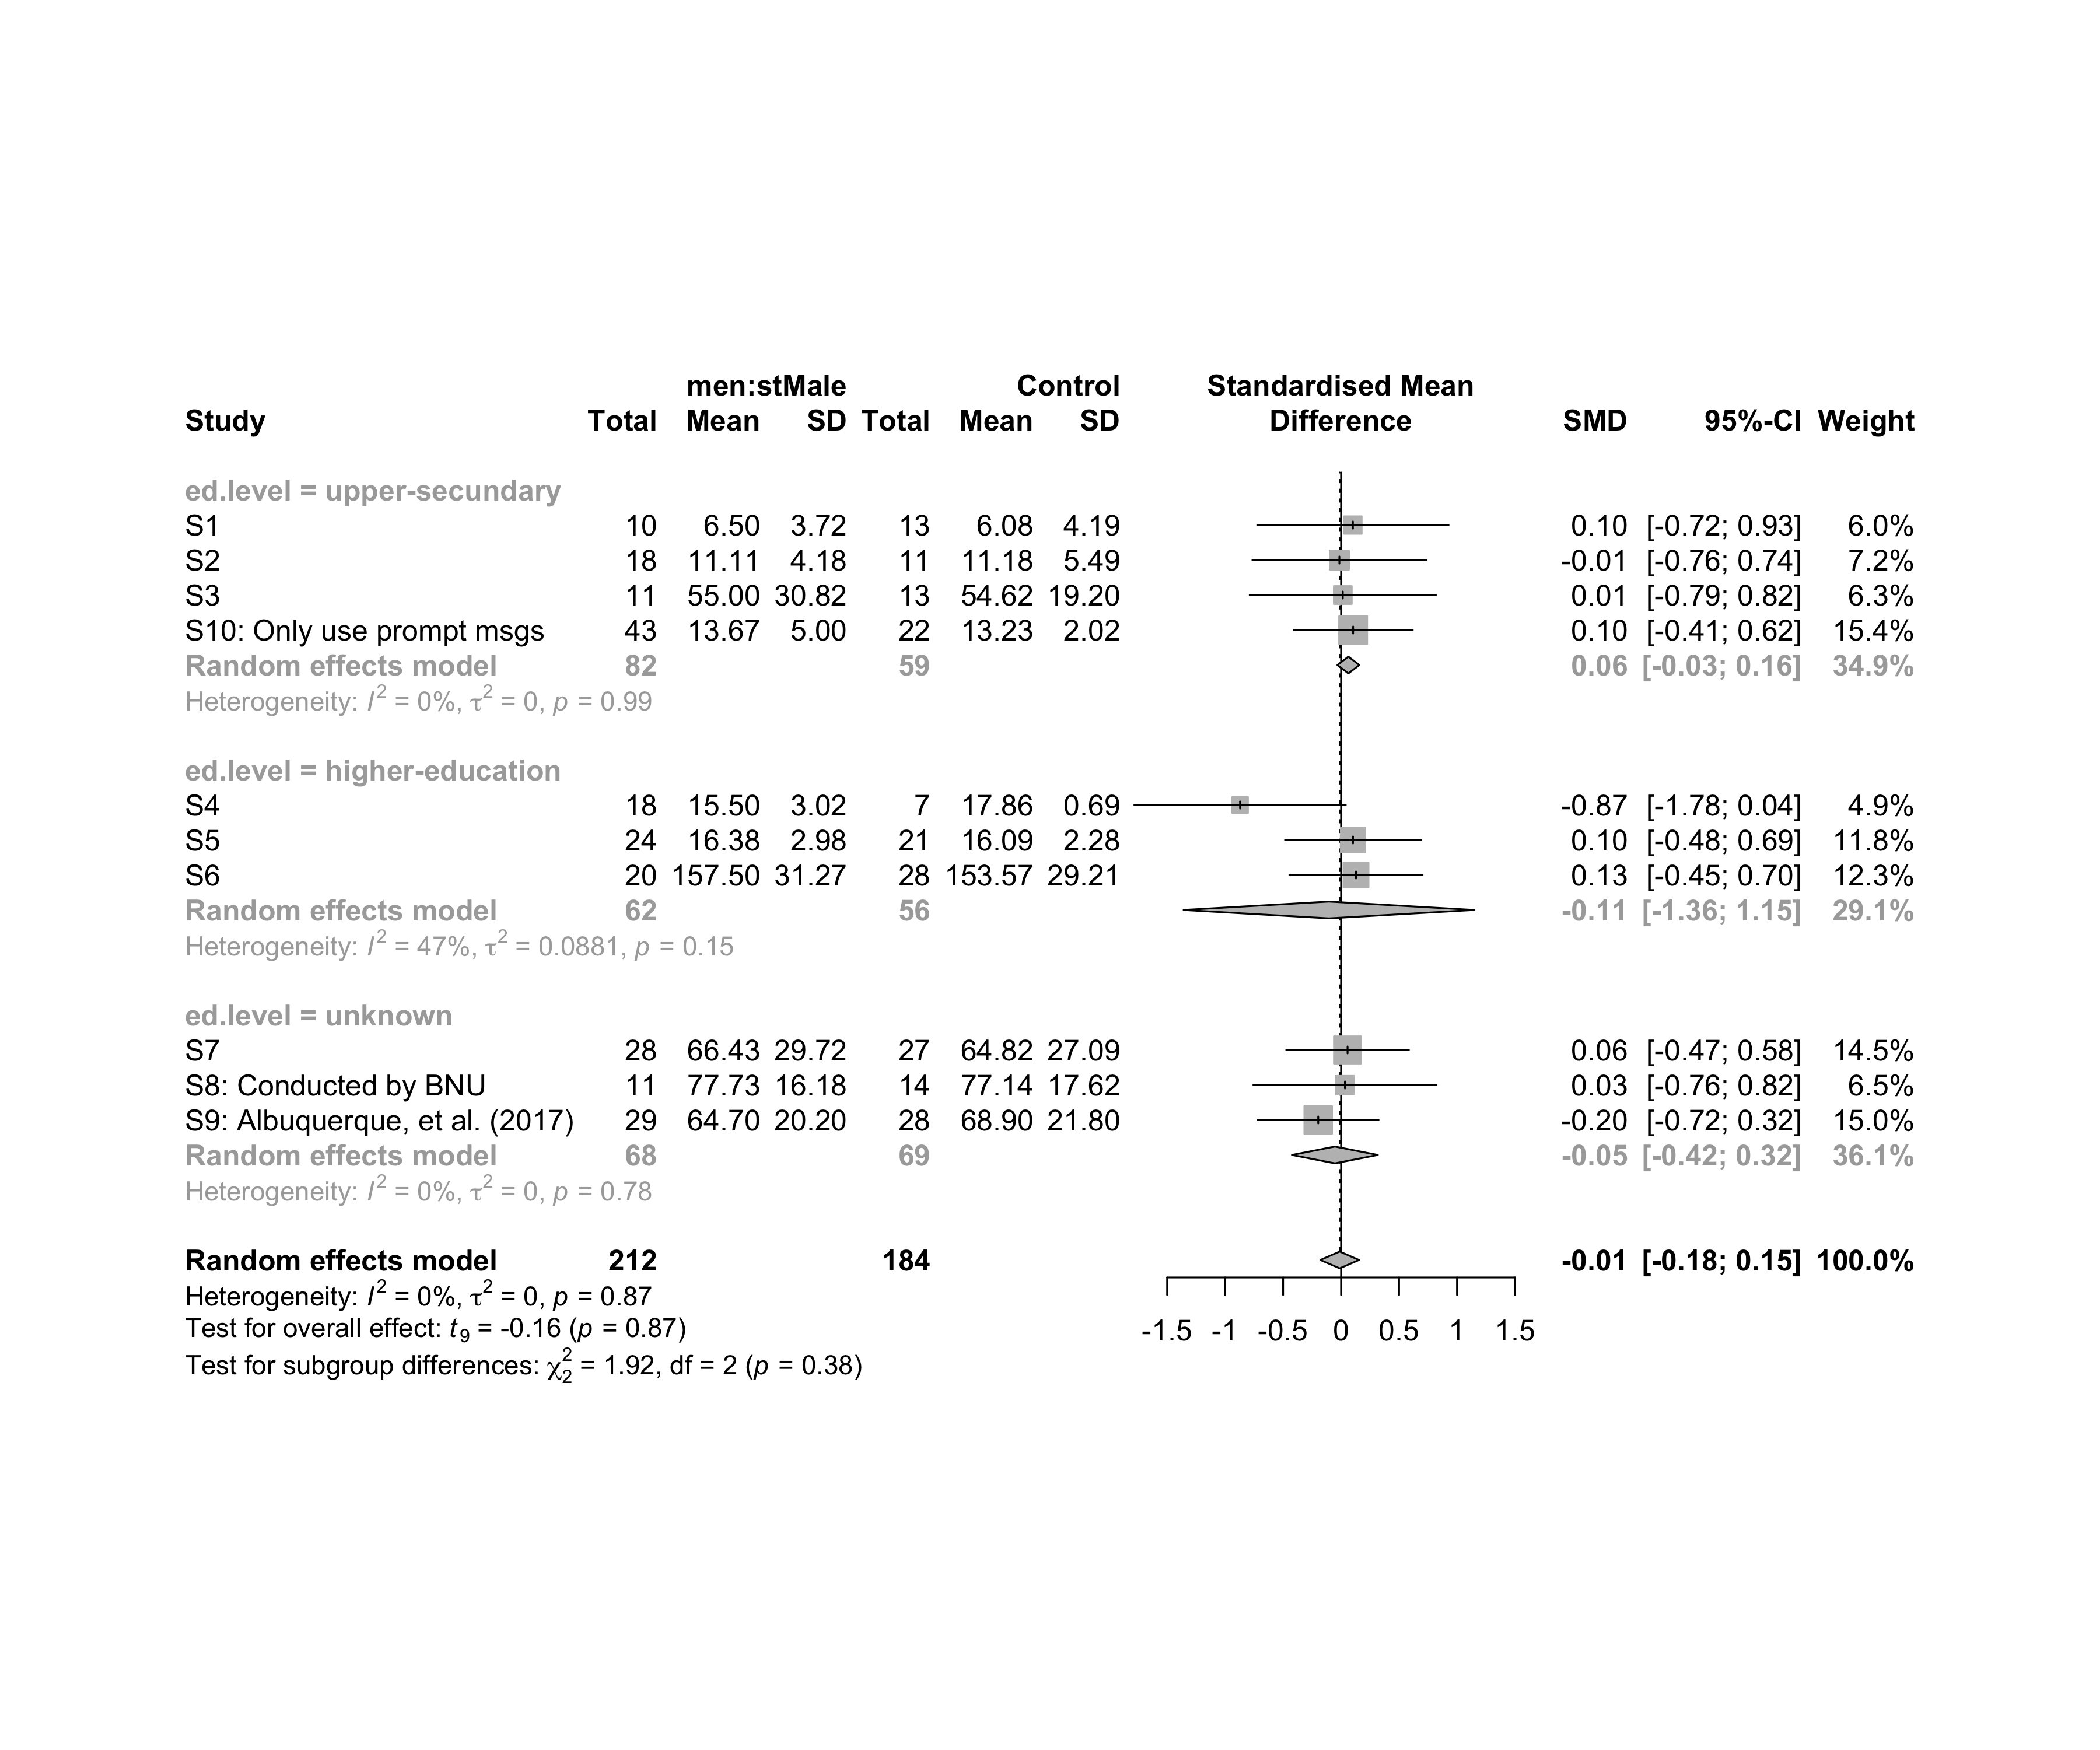 men:stMale Control Standardised Mean
Study Total Mean SD Total Mean SD Difference SMD 95%-CI Weight
ed.level = upper-secundary
S1 10 6.50 3.72 13 6.08 4.19 0.10 [-0.72; 0.93] 6.0%
S2 18 11.11 4.18 11 11.18 5.49 -0.01 [-0.76; 0.74] 7.2%
S3 11 55.00 30.82 13 54.62 19.20 0.01 [-0.79; 0.82] 6.3%
S10: Only use prompt msgs 43 13.67 5.00 22 13.23 2.02 0.10 [-0.41; 0.62] 15.4%
Random effects model 82 59 0.06 [-0.03; 0.16] 34.9%
Heterogeneity: I² = 0%, τ² = 0, p = 0.99
ed.level = higher-education
S4 18 15.50 3.02 7 17.86 0.69 -0.87 [-1.78; 0.04] 4.9%
S5 24 16.38 2.98 21 16.09 2.28 0.10 [-0.48; 0.69] 11.8%
S6 20 157.50 31.27 28 153.57 29.21 0.13 [-0.45; 0.70] 12.3%
Random effects model 62 56 -0.11 [-1.36; 1.15] 29.1%
Heterogeneity: I² = 47%, τ² = 0.0881, p = 0.15
ed.level = unknown
S7 28 66.43 29.72 27 64.82 27.09 0.06 [-0.47; 0.58] 14.5%
S8: Conducted by BNU 11 77.73 16.18 14 77.14 17.62 0.03 [-0.76; 0.82] 6.5%
S9: Albuquerque, et al. (2017) 29 64.70 20.20 28 68.90 21.80 -0.20 [-0.72; 0.32] 15.0%
Random effects model 68 69 -0.05 [-0.42; 0.32] 36.1%
Heterogeneity: I² = 0%, τ² = 0, p = 0.78
Random effects model 212 184 -0.01 [-0.18; 0.15] 100.0%
Heterogeneity: I² = 0%, τ² = 0, p = 0.87
Test for overall effect: t₉ = -0.16 (p = 0.87)
-1.5 -1 -0.5 0 0.5 1 1.5
Test for subgroup differences: χ²₂ = 1.92, df = 2 (p = 0.38)